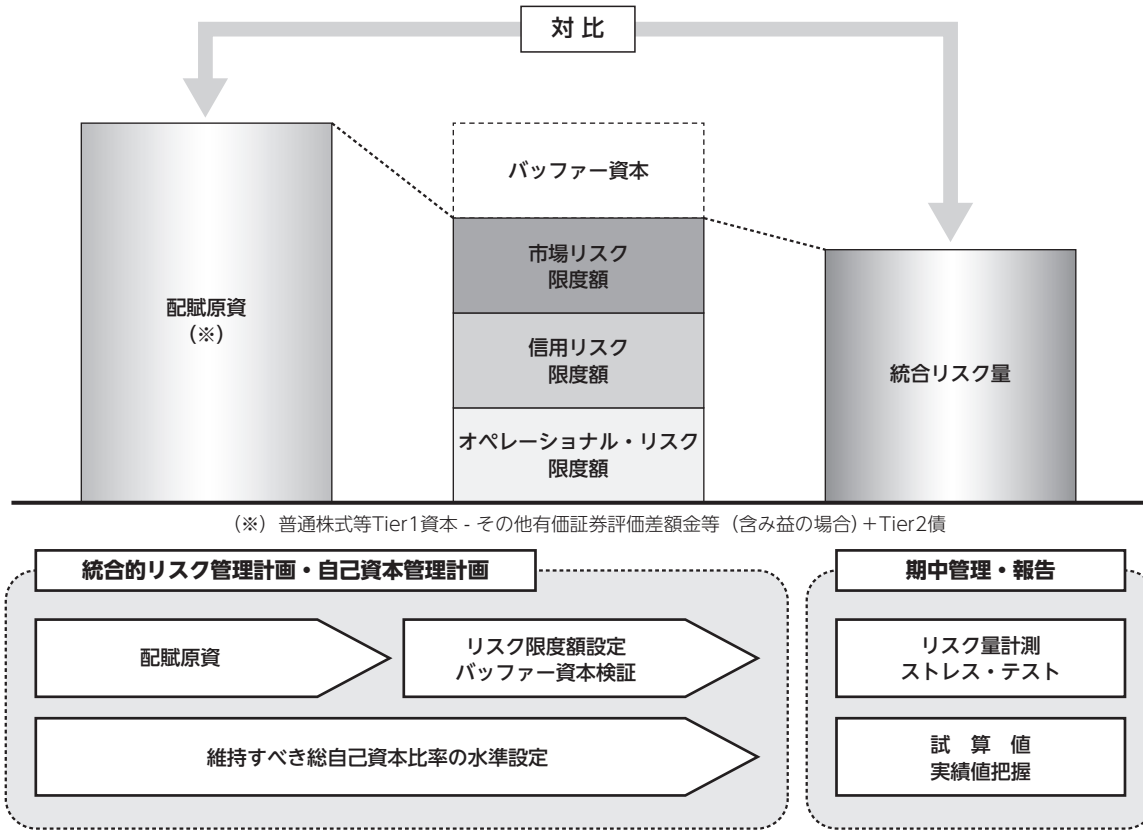 対比
バッファー資本
市場リスク
限度額
配賦原資
（※）
信用リスク
限度額
統合リスク量
オペレーショナル・リスク
限度額
（※）普通株式等Tier1資本 - その他有価証券評価差額金等（含み益の場合）＋Tier2債
統合的リスク管理計画・自己資本管理計画
配賦原資
リスク限度額設定
バッファー資本検証
維持すべき総自己資本比率の水準設定
期中管理・報告
リスク量計測
ストレス・テスト
試算値
実績値把握